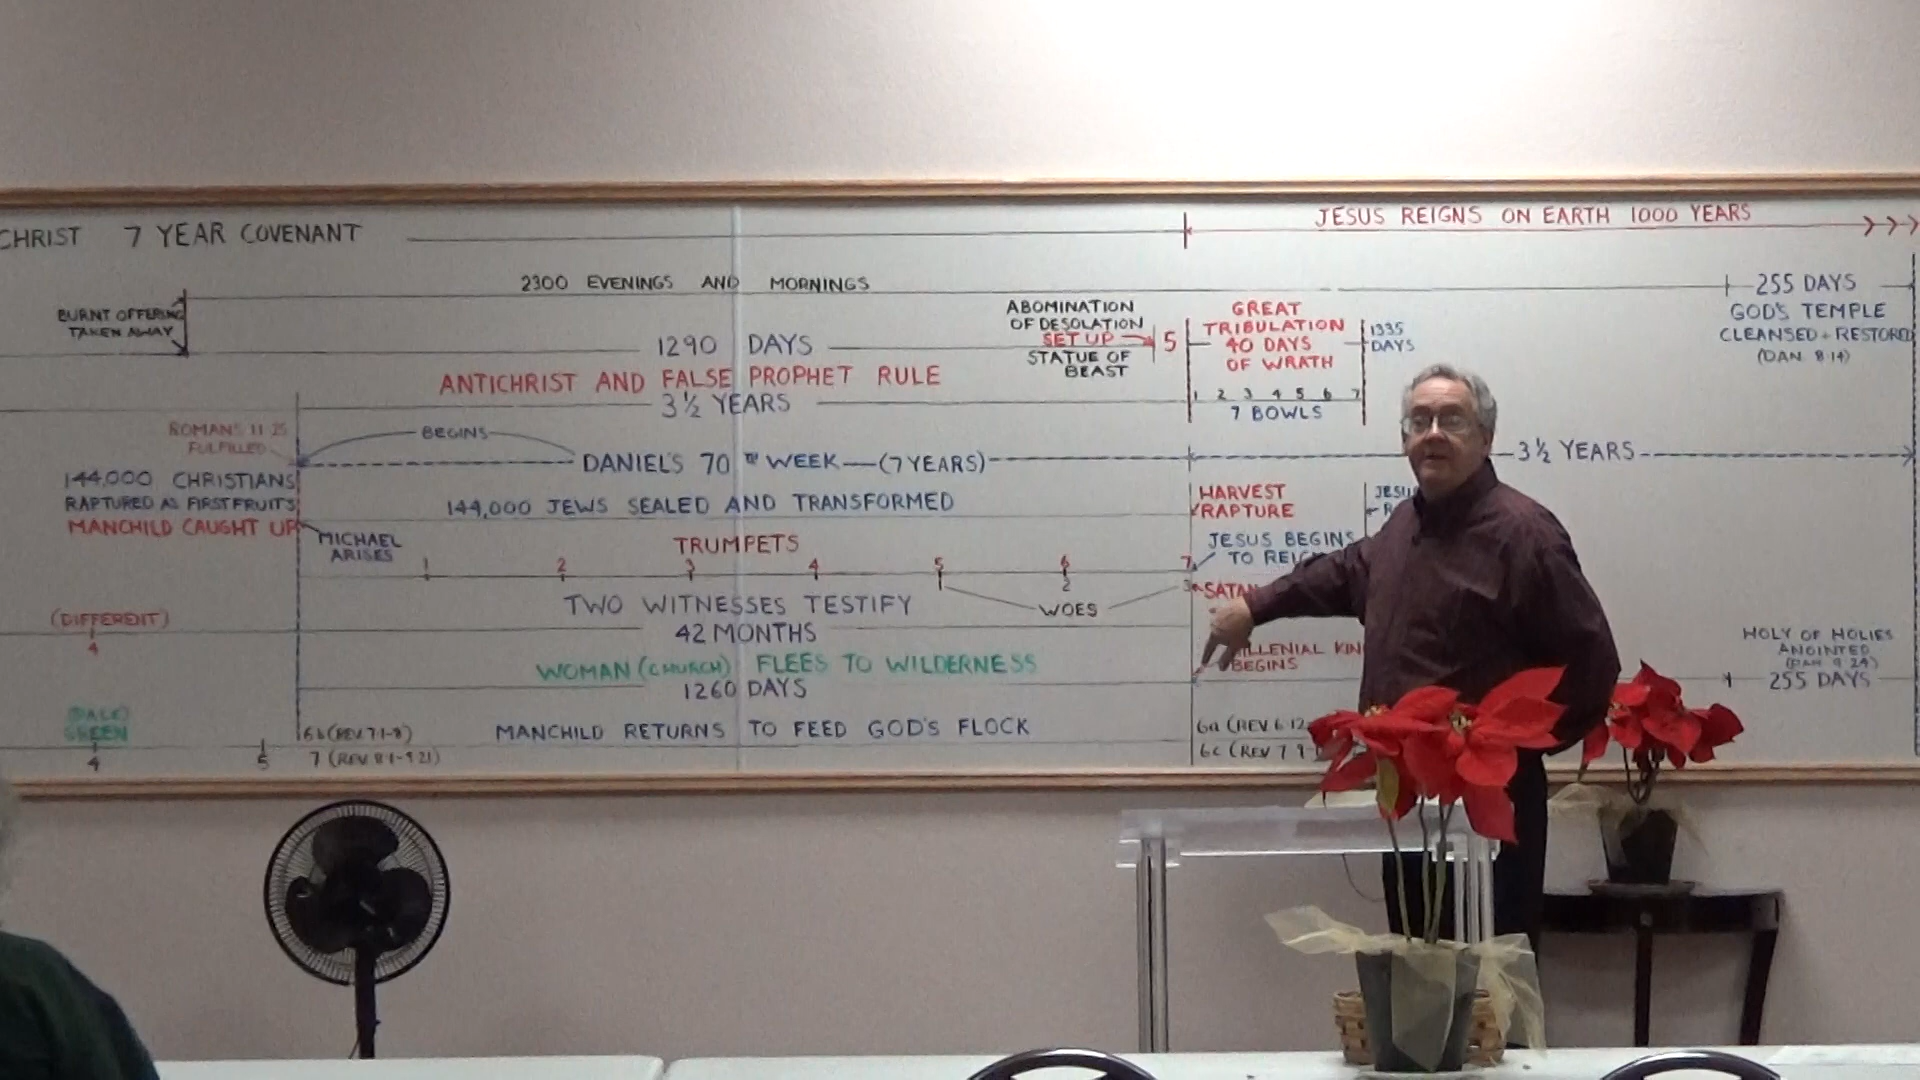 CHRIST 7 YEAR COVENANT
JESUS REIGNS ON EARTH 1000 YEARS
2300 EVENINGS AND MORNINGS
255 DAYS
GOD'S TEMPLE
CLEANSED + RESTORED
(DAN 8:14)
BURNT OFFERING
TAKEN AWAY
1290 DAYS
ABOMINATION
OF DESOLATION
SET UP
STATUE OF
BEAST
5
GREAT
TRIBULATION
40 DAYS
OF WRATH
1335
DAYS
1 2 3 4 5 6 7
7 BOWLS
ANTICHRIST AND FALSE PROPHET RULE
3½ YEARS
ROMANS 11:25
FULFILLED
BEGINS
DANIEL'S 70TH WEEK (7 YEARS)
3½ YEARS
144,000 CHRISTIANS
RAPTURED AS FIRSTFRUITS
MANCHILD CAUGHT UP
144,000 JEWS SEALED AND TRANSFORMED
HARVEST
RAPTURE
MICHAEL
ARISES
TRUMPETS
1 2 3 4 5 6 7
JESUS BEGINS
TO
2 3
WOES
SATAN
TWO WITNESSES TESTIFY
42 MONTHS
(DIFFERENT)
4
WOMAN (CHURCH) FLEES TO WILDERNESS
1260 DAYS
BEGINS
HOLY OF HOLIES
ANOINTED
(DAN 9:24)
255 DAYS
(PALE)
GREEN
4 5
6b (REV 7:1-8)
7 (REV 8:1-9:21)
MANCHILD RETURNS TO FEED GOD'S FLOCK
6a (REV 6:12
6c (REV 7:9